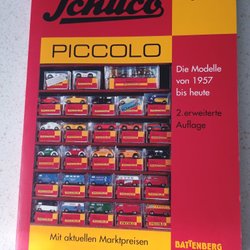 Schuco
PICCOLO
Die Modelle
von 1957
bis heute
2. erweiterte
Auflage
Mit aktuellen Marktpreisen
BATTENBERG